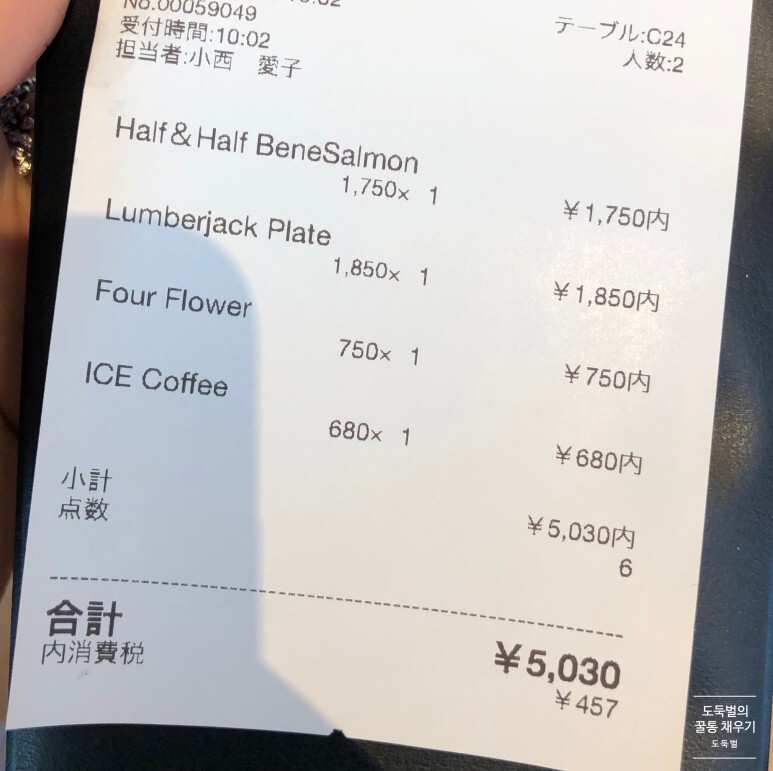 No.00059049
受付時間:10:02
担当者:小西 愛子
テーブル:C24
人数:2
Half&Half BeneSalmon
1,750× 1 ¥1,750内
Lumberjack Plate
1,850× 1 ¥1,850内
Four Flower
750× 1 ¥750内
ICE Coffee
680× 1 ¥680内
小計 ¥5,030内
点数 6
合計 ¥5,030
内消費税 ¥457
도둑벌의
꿀통 채우기
도둑벌